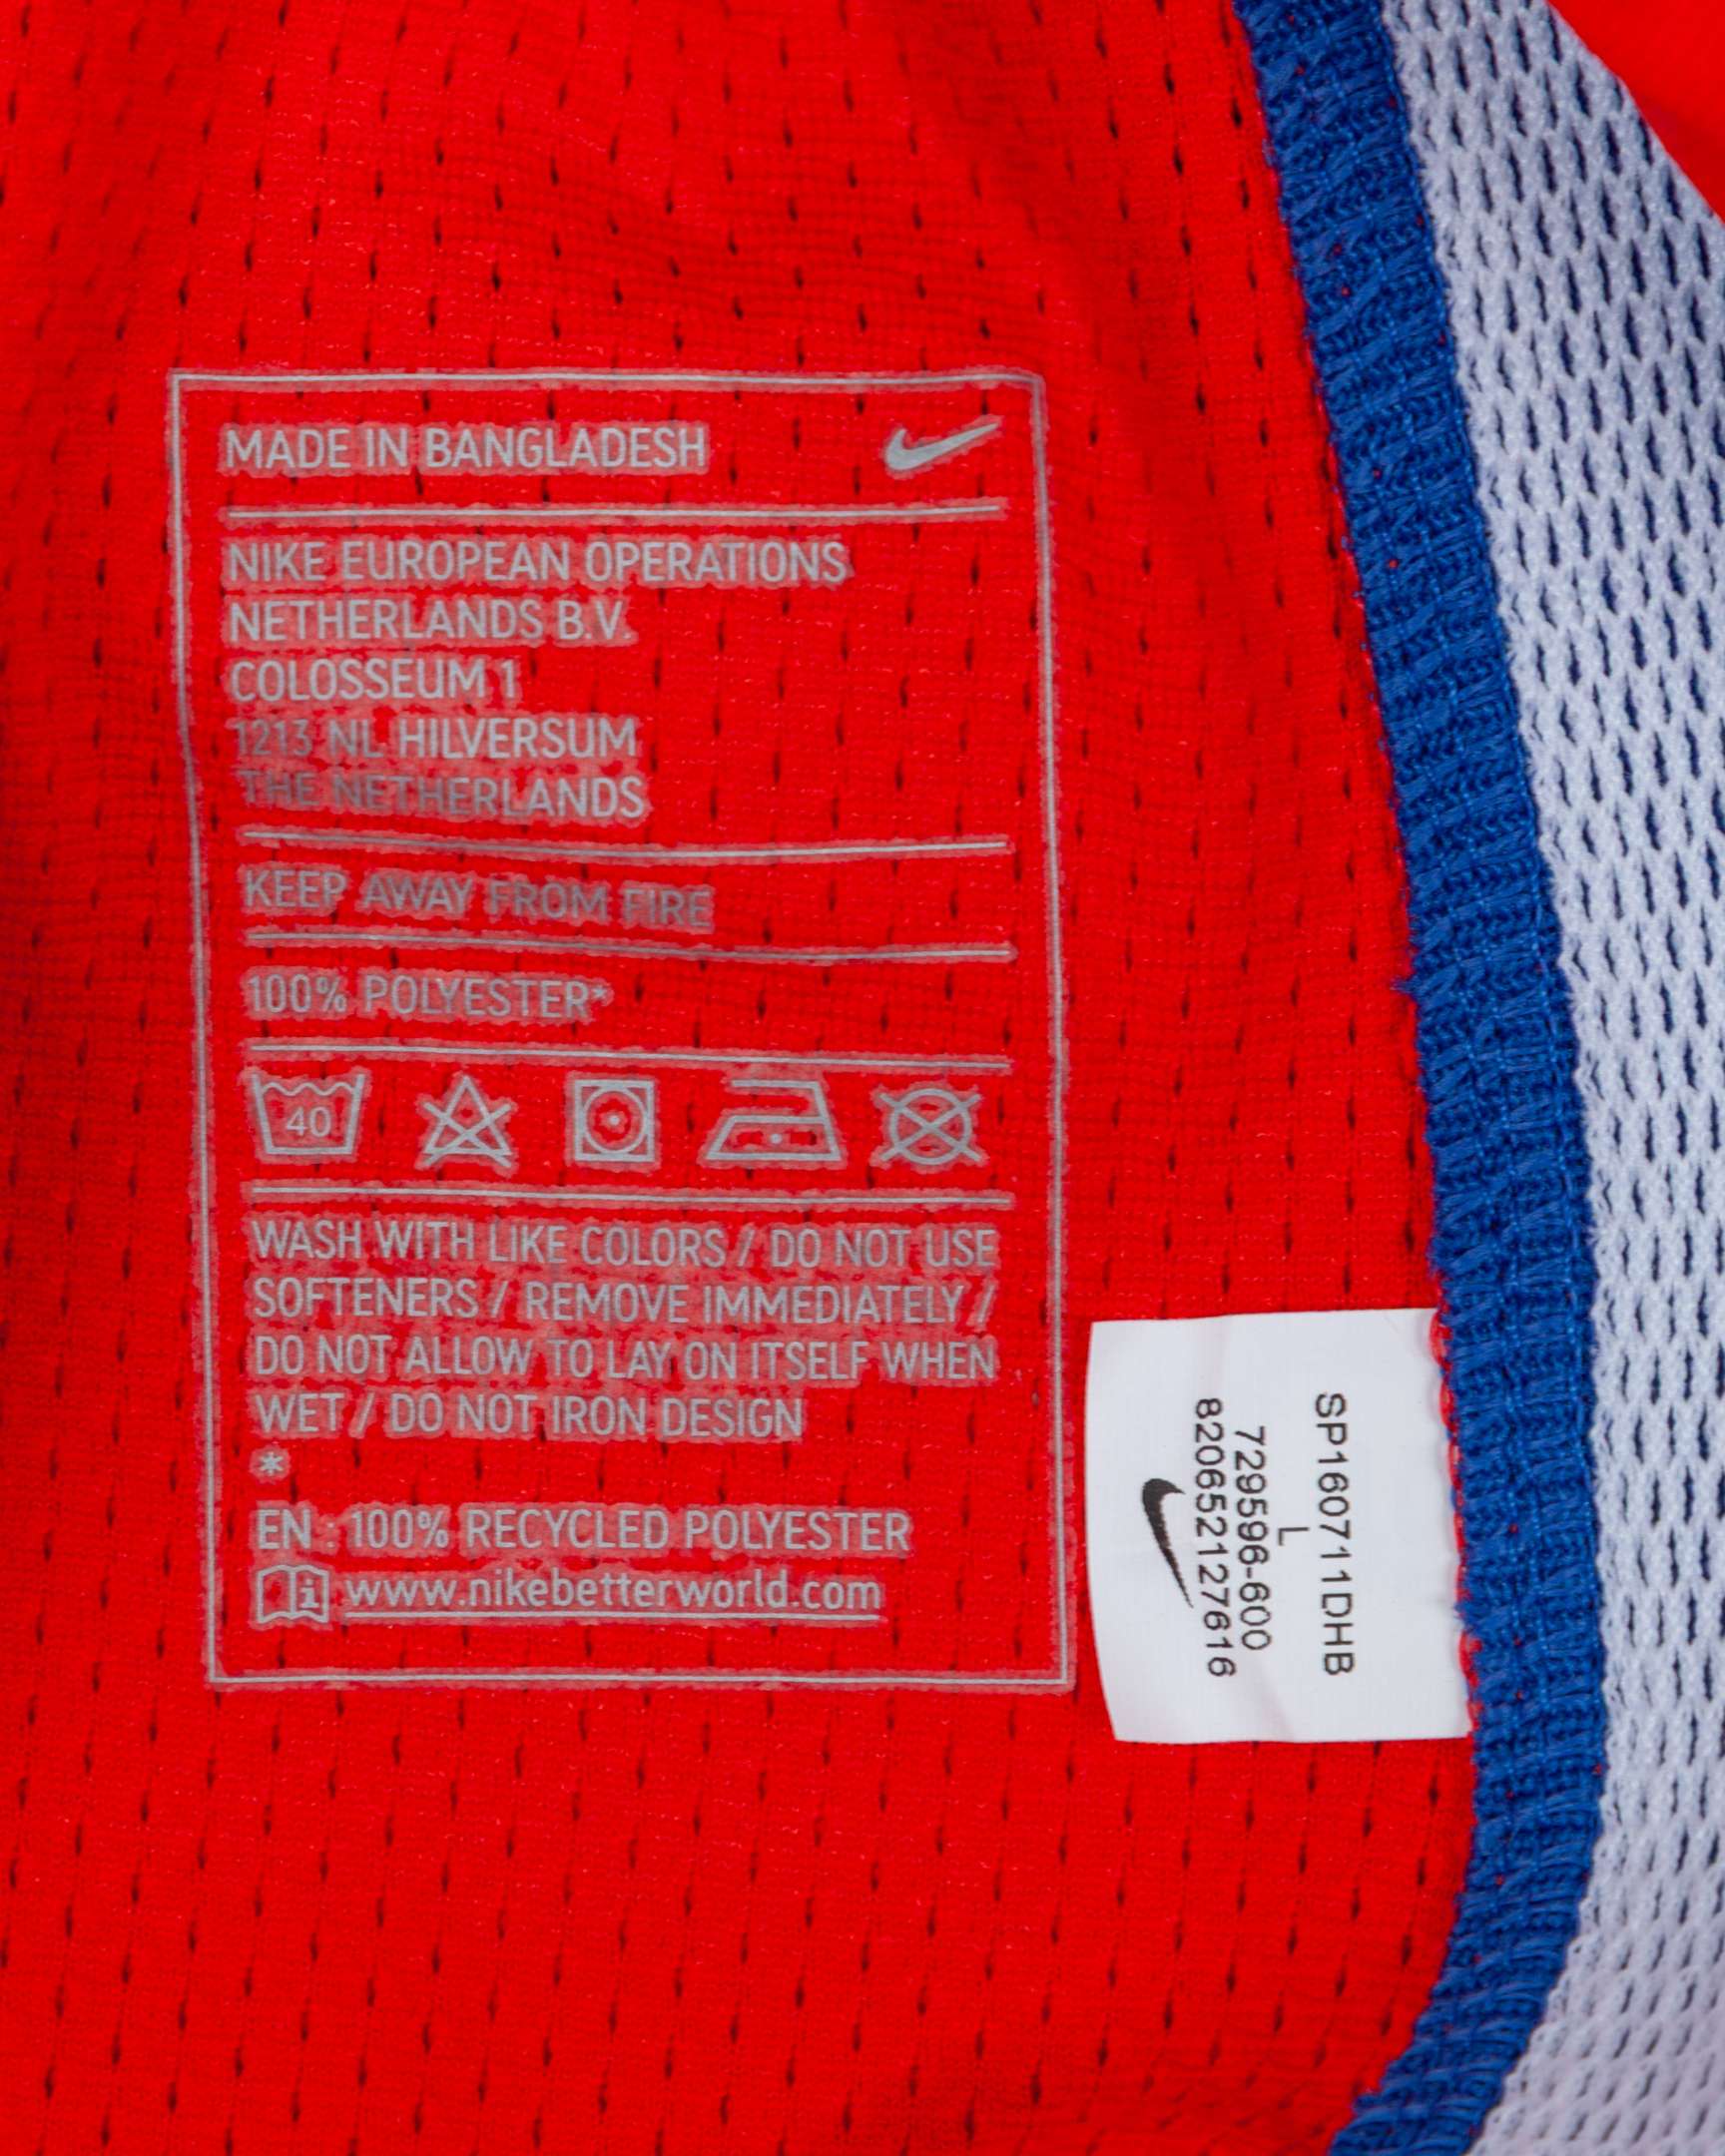 MADE IN BANGLADESH
NIKE EUROPEAN OPERATIONS
NETHERLANDS B.V.
COLOSSEUM 1
1213 NL HILVERSUM
THE NETHERLANDS
KEEP AWAY FROM FIRE
100% POLYESTER*
40
WASH WITH LIKE COLORS / DO NOT USE
SOFTENERS / REMOVE IMMEDIATELY /
DO NOT ALLOW TO LAY ON ITSELF WHEN
WET / DO NOT IRON DESIGN
*
EN : 100% RECYCLED POLYESTER
i www.nikebetterworld.com
SP160711DHB
L
729596-600
820652127616